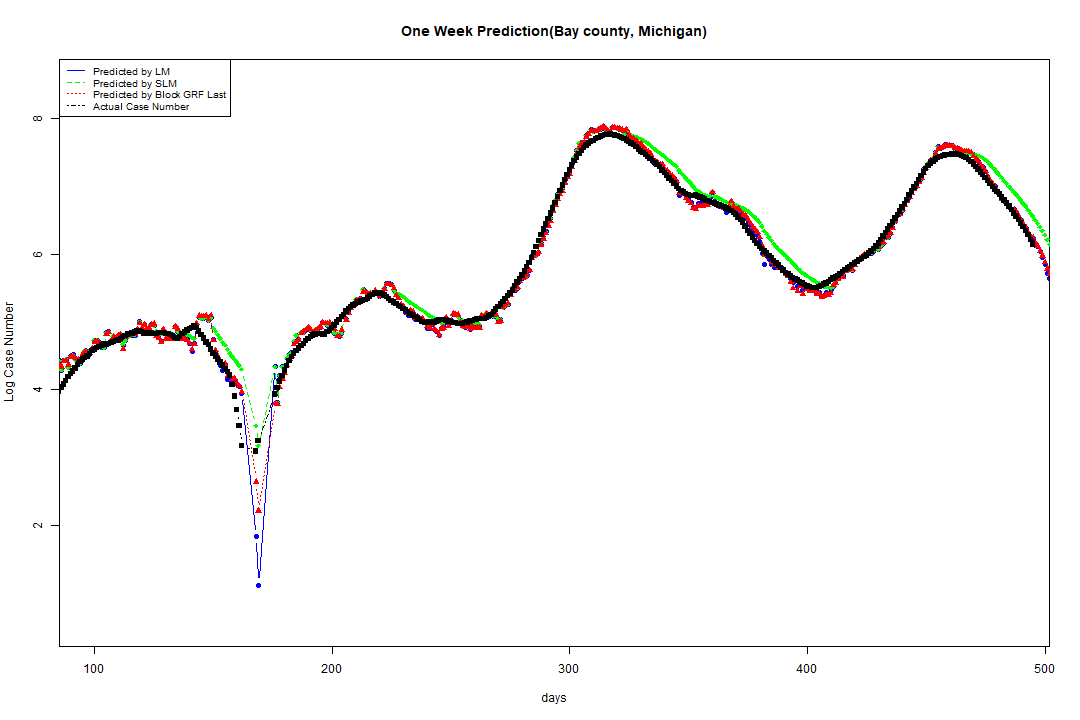 One Week Prediction(Bay county, Michigan)
Predicted by LM
Predicted by SLM
Predicted by Block GRF Last
Actual Case Number
Log Case Number
8
6
4
2
100 200 300 400 500
days